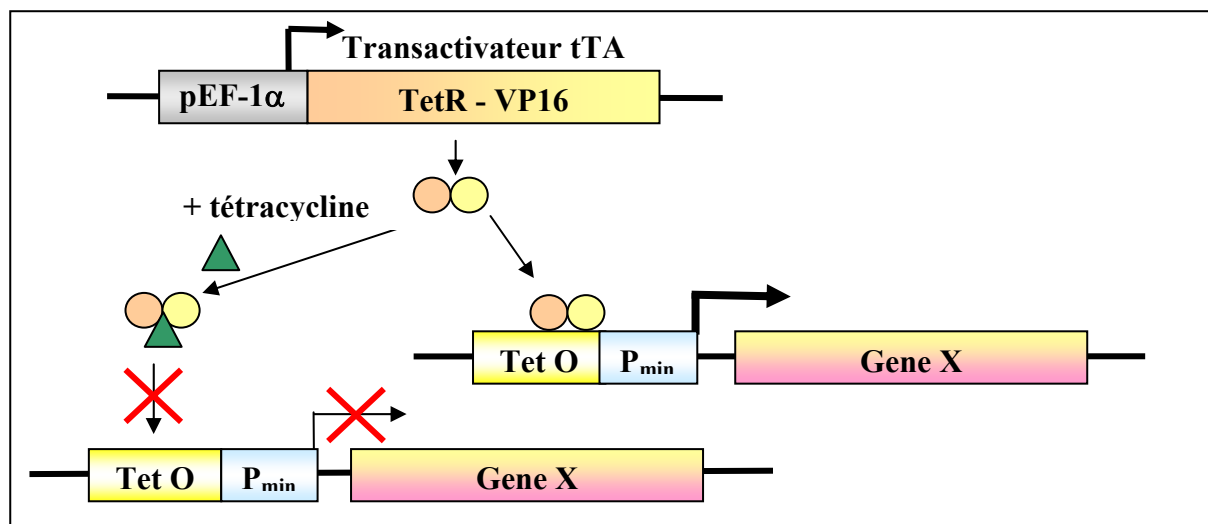 Transactivateur tTA
pEF-1α
TetR - VP16
+ tétracycline
Tet O
Pmin
Gene X
Tet O
Pmin
Gene X